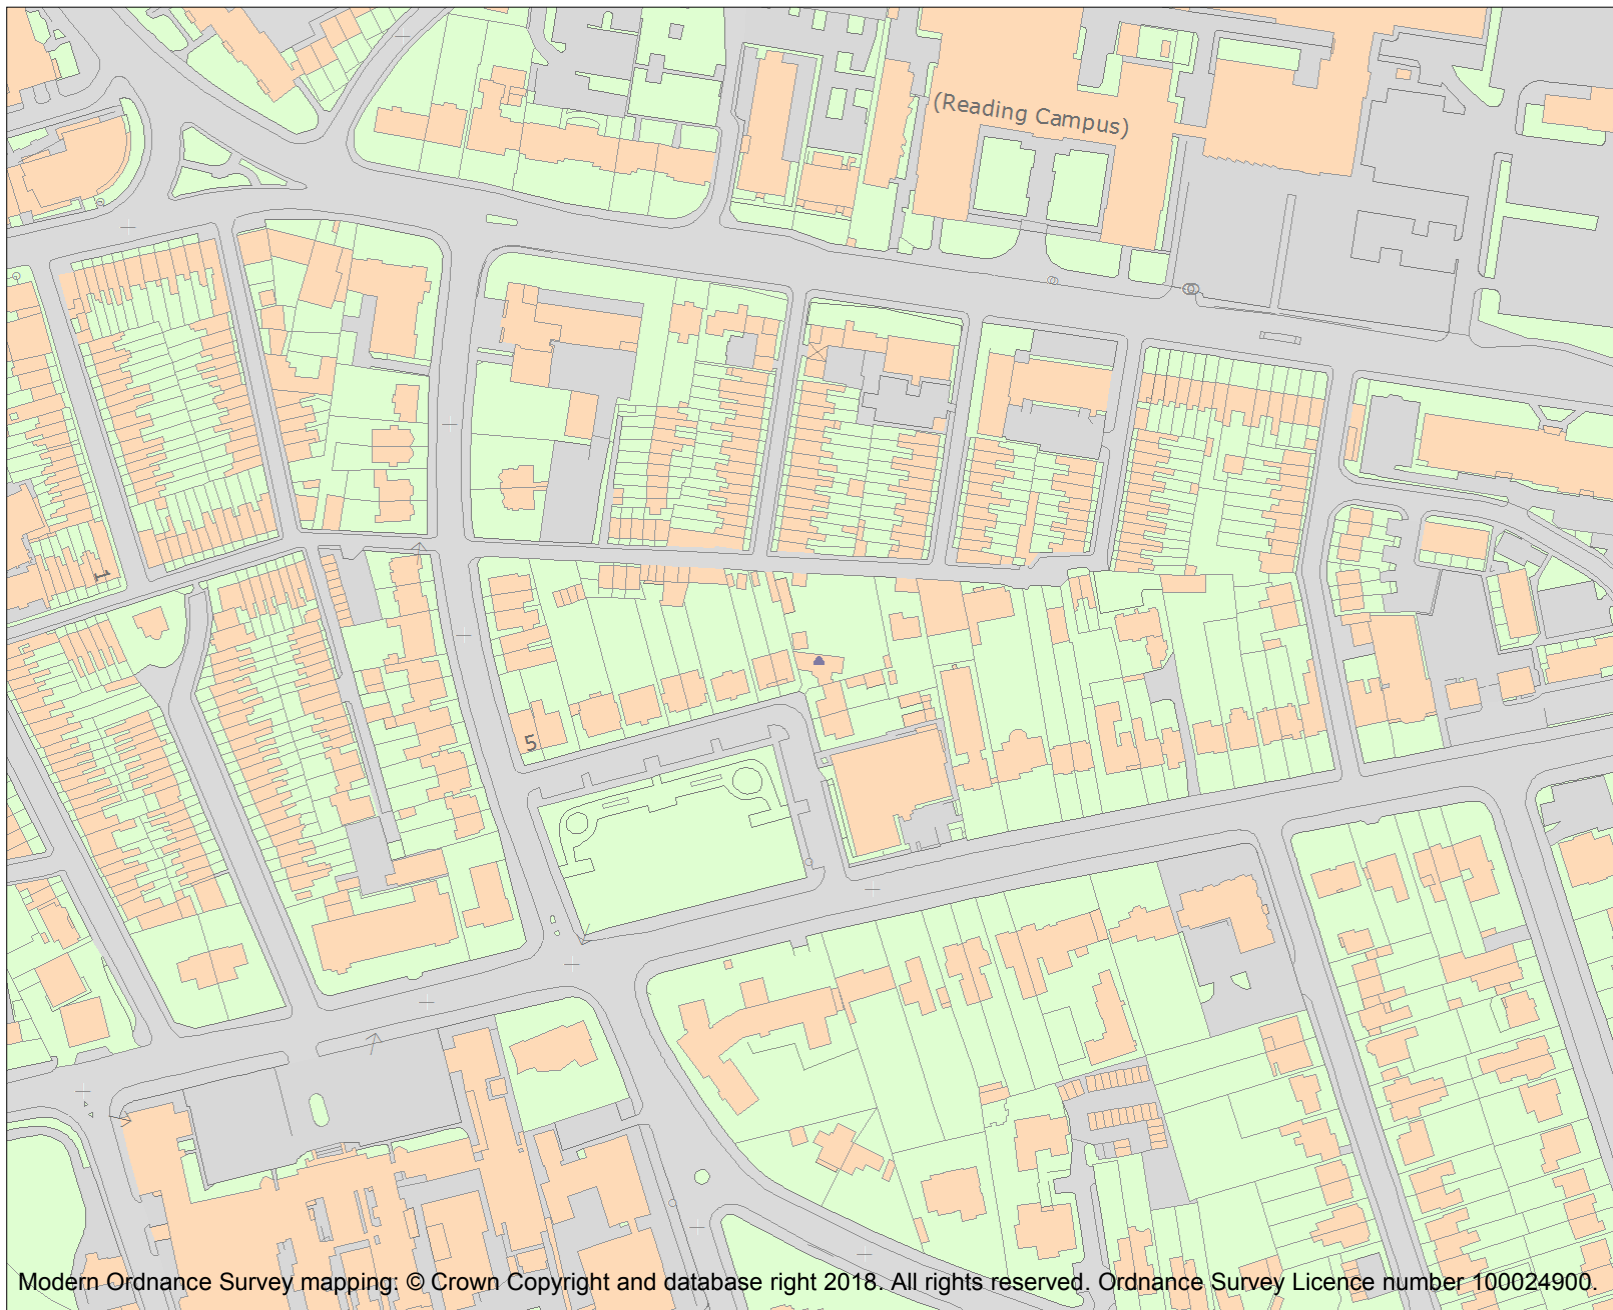 (Reading Campus)
1
5
Modern Ordnance Survey mapping: © Crown Copyright and database right 2018. All rights reserved. Ordnance Survey Licence number 100024900.